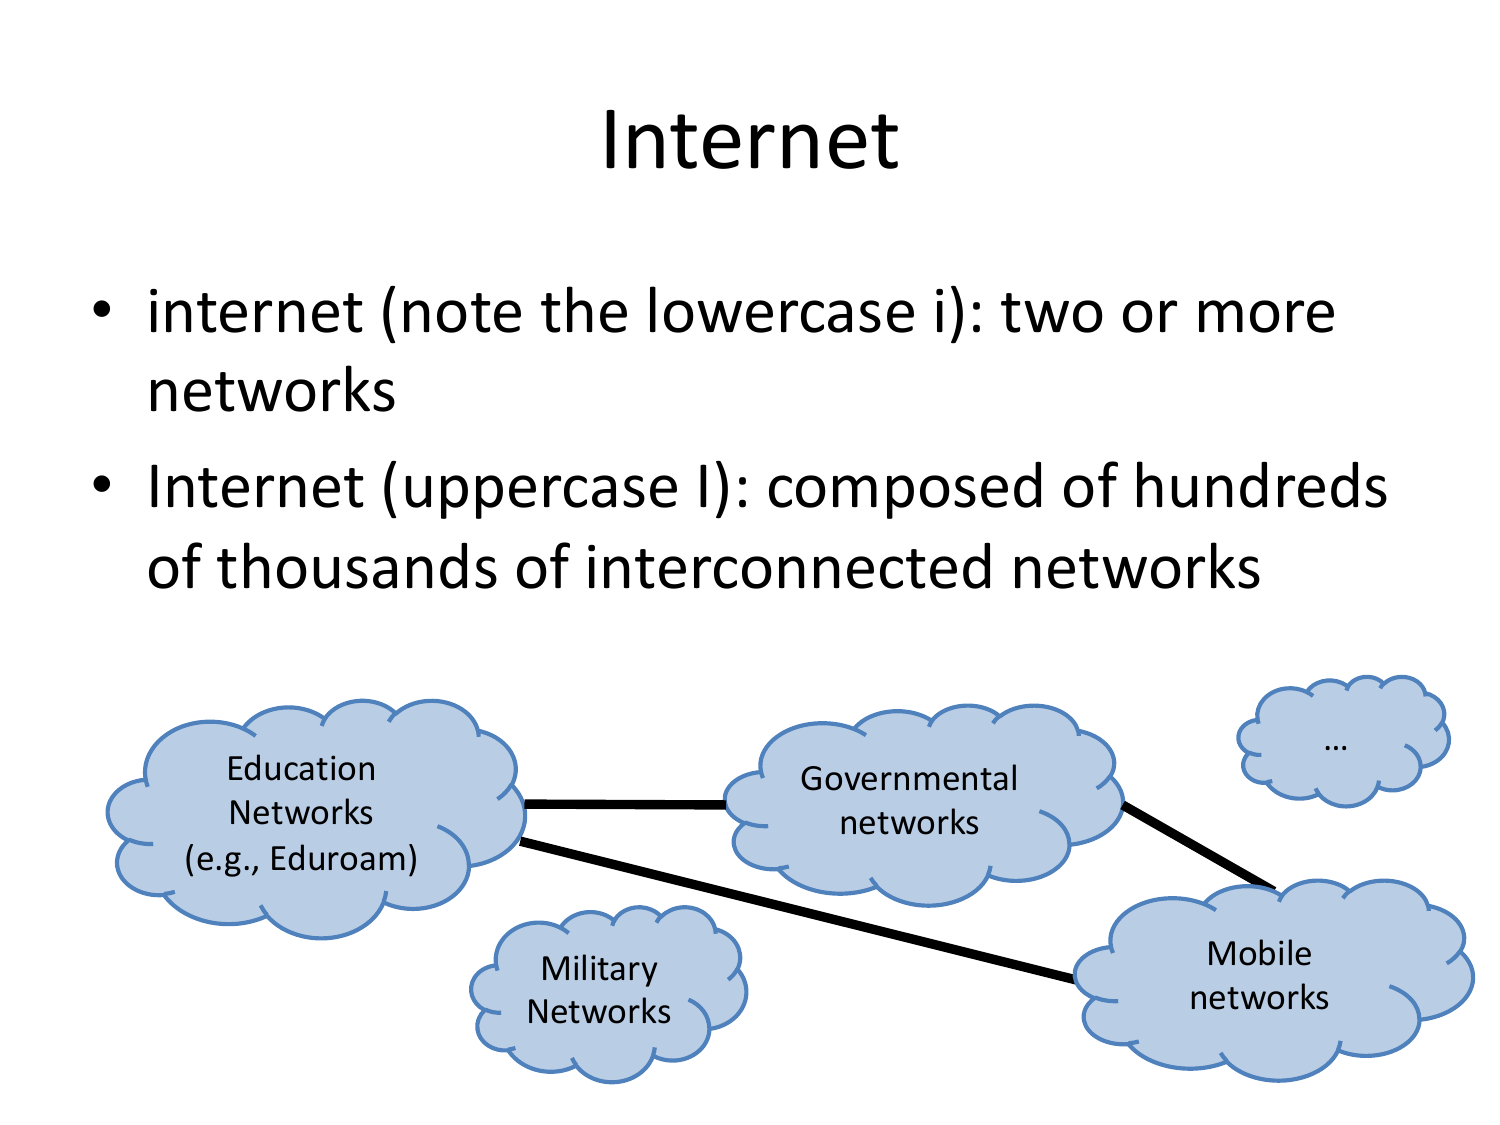 Internet
• internet (note the lowercase i): two or more
networks
• Internet (uppercase I): composed of hundreds
of thousands of interconnected networks
Education
Networks
(e.g., Eduroam)
Governmental
networks
...
Military
Networks
Mobile
networks